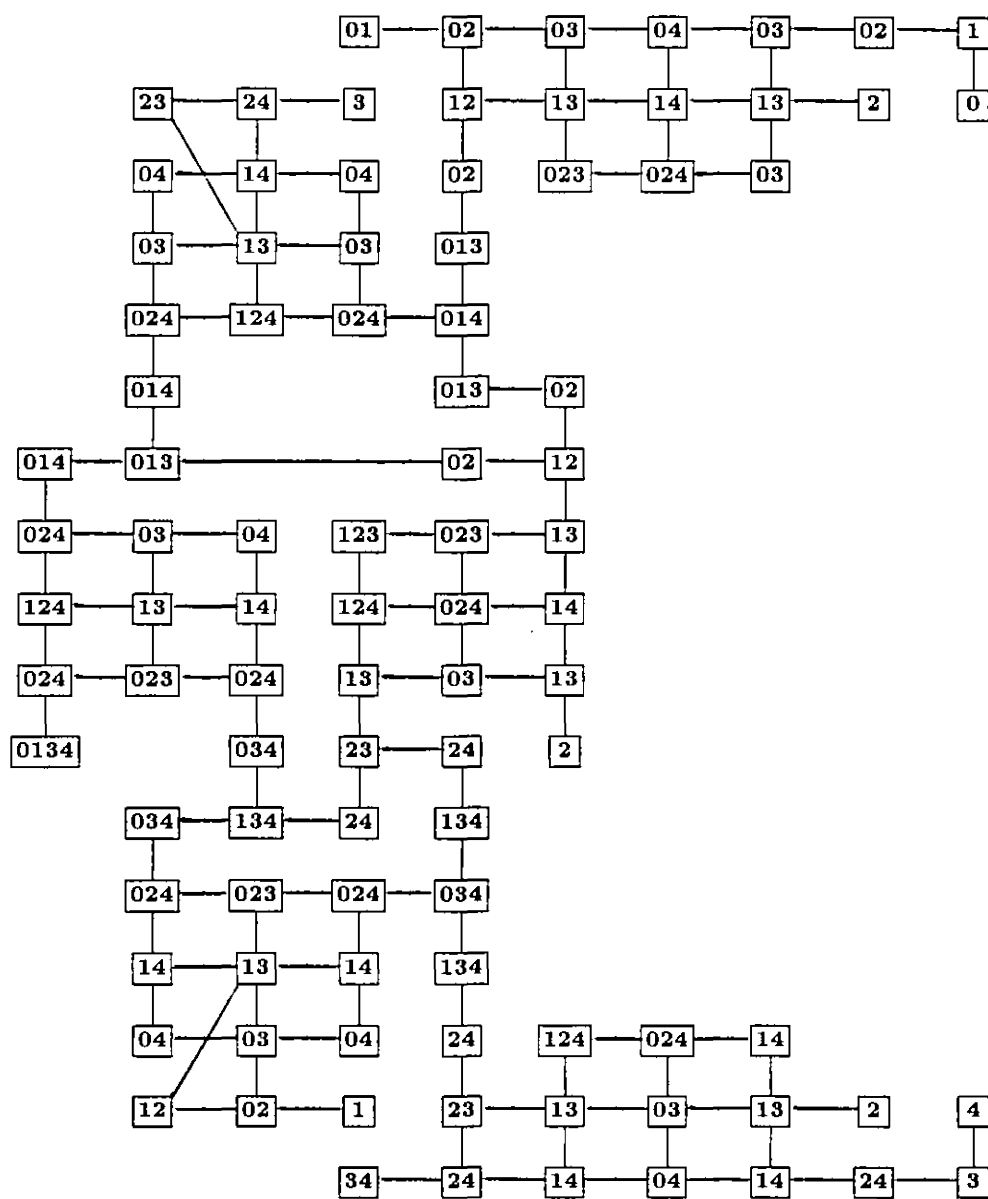 01 02 03 04 03 02 1
23 24 3 12 13 14 13 2 0
04 14 04 02 023 024 03
03 13 03 013
024 124 024 014
014 013 02
014 013 02 12
024 03 04 123 023 13
124 13 14 124 024 14
024 023 024 13 03 13
0134 034 23 24 2
034 134 24 134
024 023 024 034
14 13 14 134
04 03 04 24 124 024 14
12 02 1 23 13 03 13 2 4
34 24 14 04 14 24 3